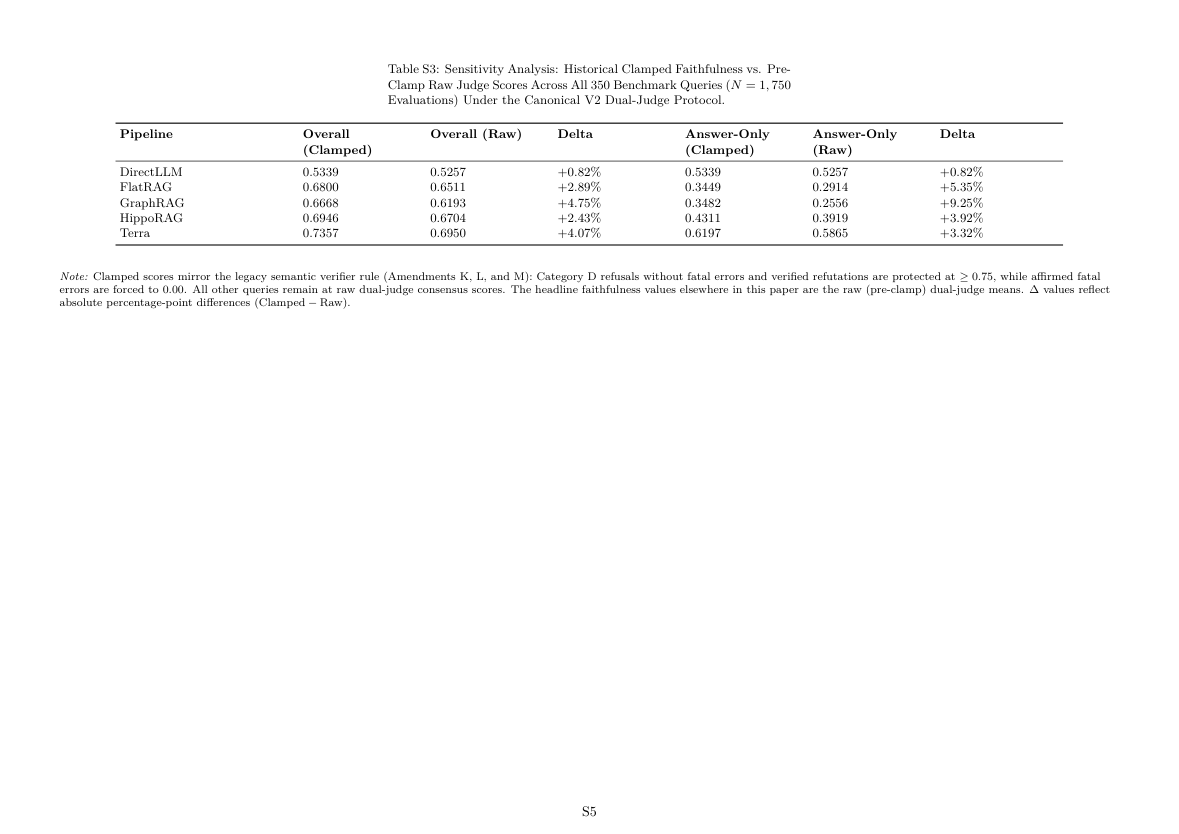 Table S3: Sensitivity Analysis: Historical Clamped Faithfulness vs. Pre-
Clamp Raw Judge Scores Across All 350 Benchmark Queries (N = 1,750
Evaluations) Under the Canonical V2 Dual-Judge Protocol.
Pipeline Overall (Clamped) Overall (Raw) Delta Answer-Only (Clamped) Answer-Only (Raw) Delta
DirectLLM 0.5339 0.5257 +0.82% 0.5339 0.5257 +0.82%
FlatRAG 0.6800 0.6511 +2.89% 0.3449 0.2914 +5.35%
GraphRAG 0.6668 0.6193 +4.75% 0.3482 0.2556 +9.25%
HippoRAG 0.6946 0.6704 +2.43% 0.4311 0.3919 +3.92%
Terra 0.7357 0.6950 +4.07% 0.6197 0.5865 +3.32%
Note: Clamped scores mirror the legacy semantic verifier rule (Amendments K, L, and M): Category D refusals without fatal errors and verified refutations are protected at ≥ 0.75, while affirmed fatal
errors are forced to 0.00. All other queries remain at raw dual-judge consensus scores. The headline faithfulness values elsewhere in this paper are the raw (pre-clamp) dual-judge means. Δ values reflect
absolute percentage-point differences (Clamped − Raw).
S5